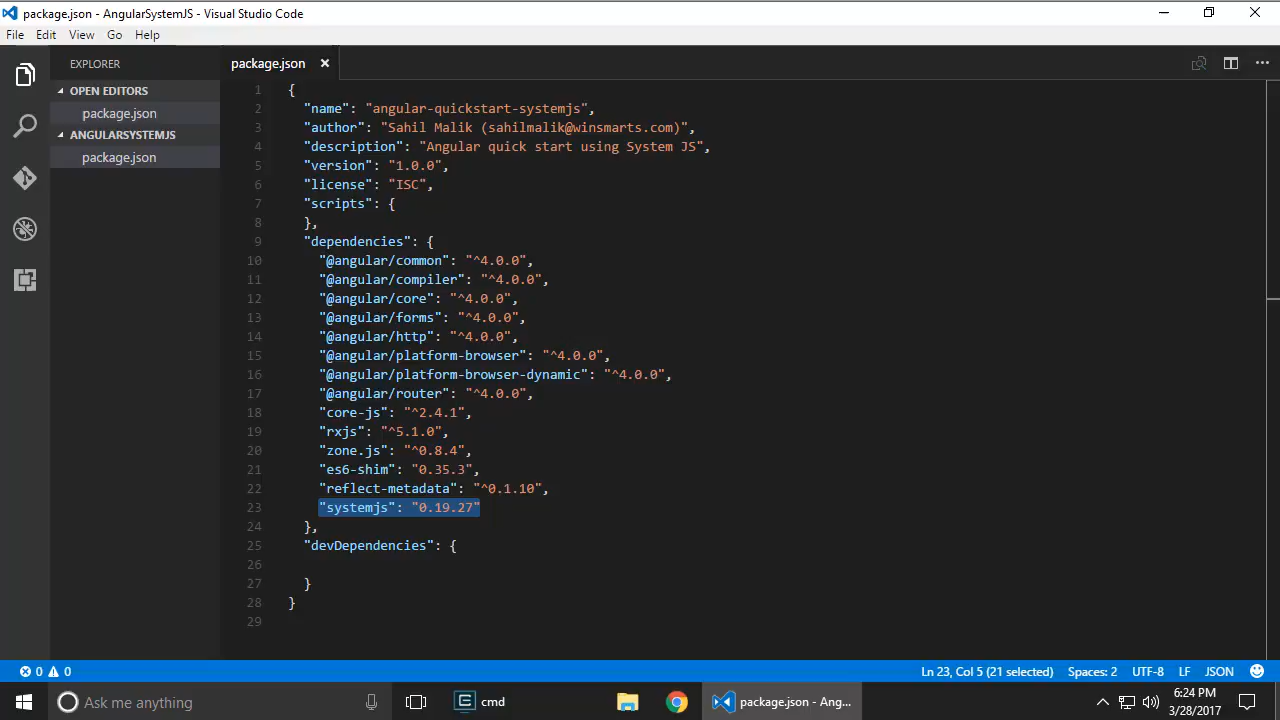 package.json - AngularSystemJS - Visual Studio Code
File Edit View Go Help
EXPLORER
OPEN EDITORS
package.json
ANGULARSYSTEMJS
package.json
package.json
1 {
2 "name": "angular-quickstart-systemjs",
3 "author": "Sahil Malik (sahilmalik@winsmarts.com)",
4 "description": "Angular quick start using System JS",
5 "version": "1.0.0",
6 "license": "ISC",
7 "scripts": {
8 },
9 "dependencies": {
10 "@angular/common": "^4.0.0",
11 "@angular/compiler": "^4.0.0",
12 "@angular/core": "^4.0.0",
13 "@angular/forms": "^4.0.0",
14 "@angular/http": "^4.0.0",
15 "@angular/platform-browser": "^4.0.0",
16 "@angular/platform-browser-dynamic": "^4.0.0",
17 "@angular/router": "^4.0.0",
18 "core-js": "^2.4.1",
19 "rxjs": "^5.1.0",
20 "zone.js": "^0.8.4",
21 "es6-shim": "0.35.3",
22 "reflect-metadata": "^0.1.10",
23 "systemjs": "0.19.27"
24 },
25 "devDependencies": {
26
27 }
28 }
29
0 0 Ln 23, Col 5 (21 selected) Spaces: 2 UTF-8 LF JSON
Ask me anything cmd package.json - Ang... 6:24 PM
3/28/2017